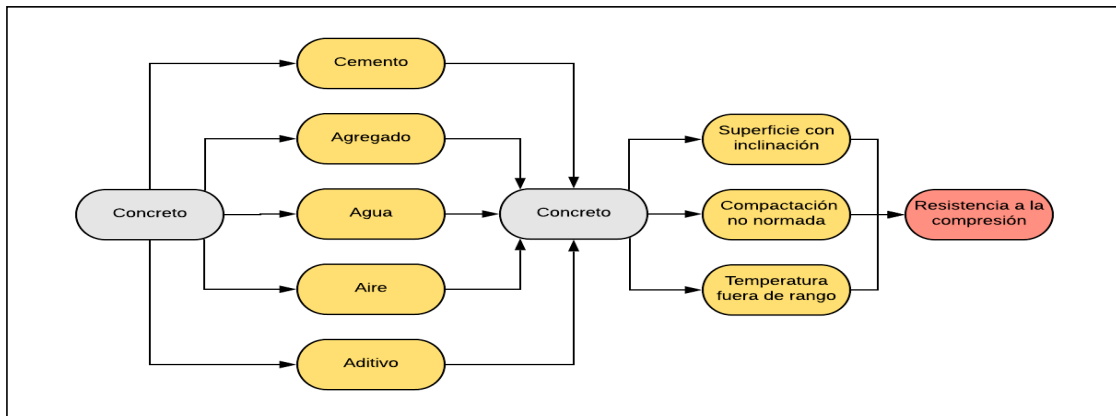 Concreto
Cemento
Agregado
Agua
Aire
Aditivo
Concreto
Superficie con
inclinación
Compactación
no normada
Temperatura
fuera de rango
Resistencia a la
compresión